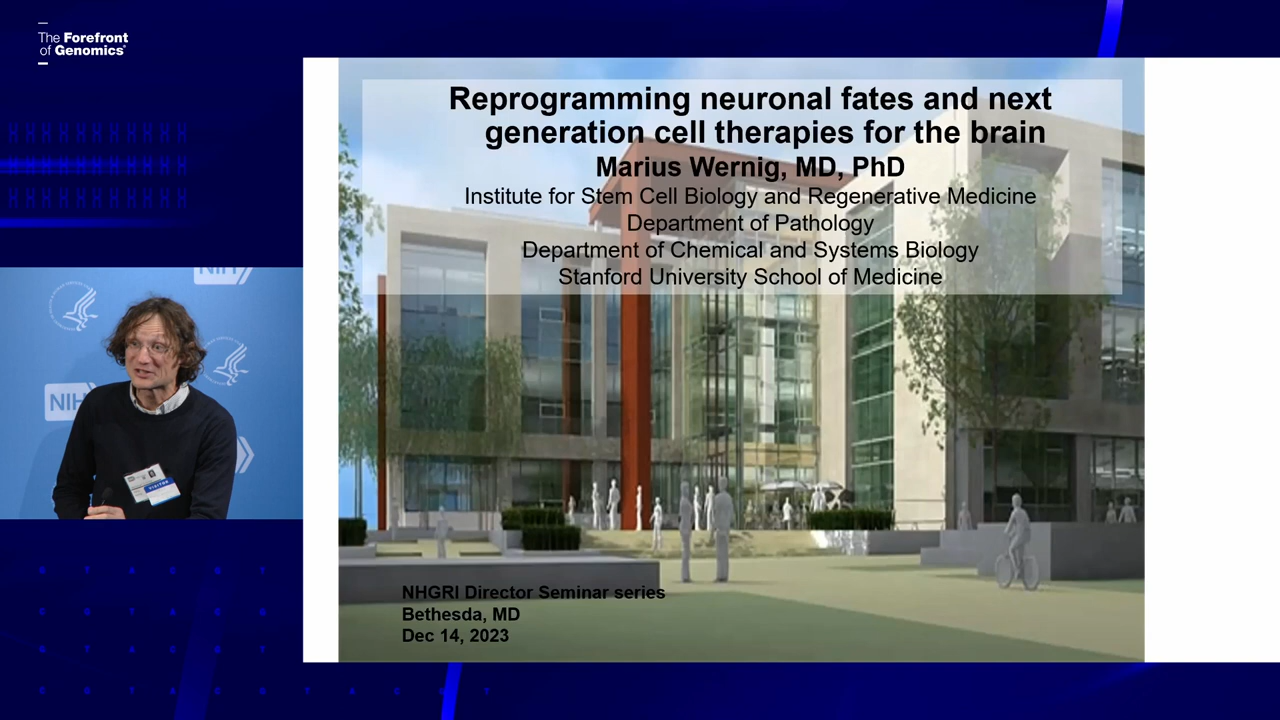 The Forefront
of Genomics®
Reprogramming neuronal fates and next
generation cell therapies for the brain
Marius Wernig, MD, PhD
Institute for Stem Cell Biology and Regenerative Medicine
Department of Pathology
Department of Chemical and Systems Biology
Stanford University School of Medicine
NIH
NIH
VISITOR
NHGRI Director Seminar series
Bethesda, MD
Dec 14, 2023